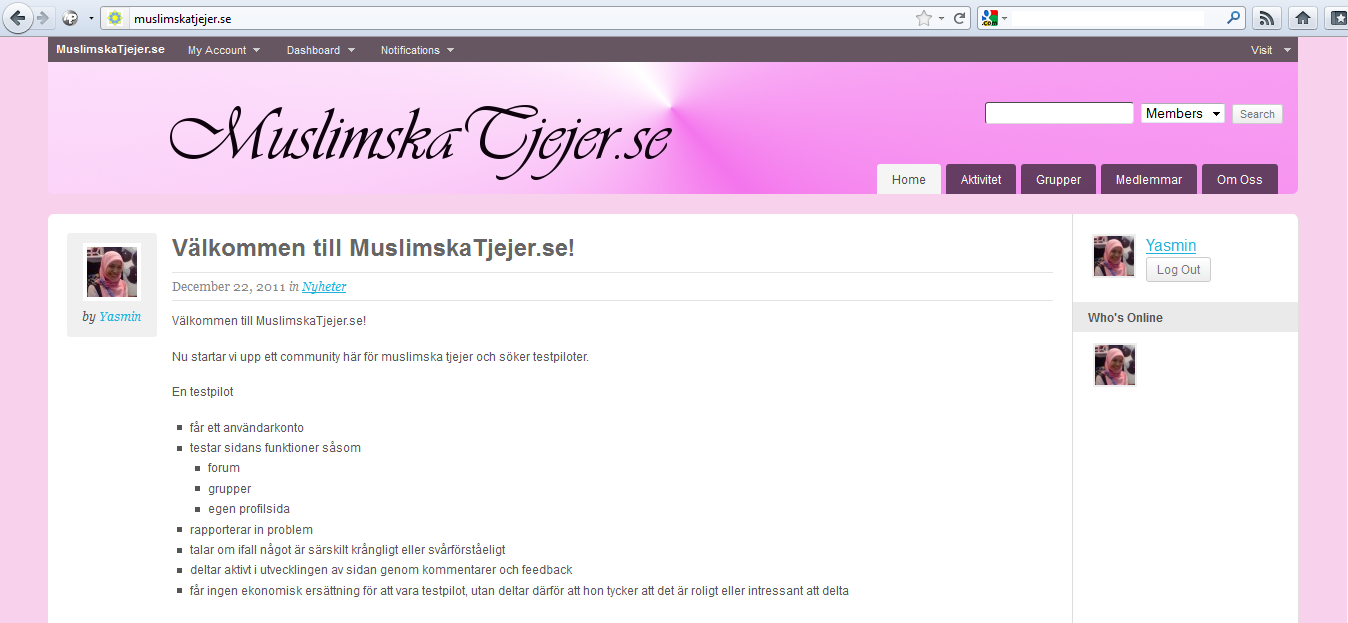 muslimskatjejer.se
MuslimskaTjejer.se My Account Dashboard Notifications Visit
MuslimskaTjejer.se
Members Search
Home Aktivitet Grupper Medlemmar Om Oss
by Yasmin
Välkommen till MuslimskaTjejer.se!
December 22, 2011 in Nyheter
Välkommen till MuslimskaTjejer.se!
Nu startar vi upp ett community här för muslimska tjejer och söker testpiloter.
En testpilot
får ett användarkonto
testar sidans funktioner såsom
forum
grupper
egen profilsida
rapporterar in problem
talar om ifall något är särskilt krångligt eller svårförståeligt
deltar aktivt i utvecklingen av sidan genom kommentarer och feedback
får ingen ekonomisk ersättning för att vara testpilot, utan deltar därför att hon tycker att det är roligt eller intressant att delta
Yasmin
Log Out
Who's Online